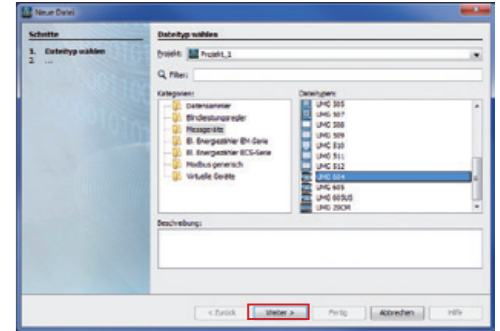 Neue Datei
Schritte
1. Dateityp wählen
2. ...
Dateityp wählen
Projekt: Projekt_1
Filter:
Kategorien:
Datensammler
Blindleistungsregler
Messgeräte
El. Energiezähler EM-Serie
El. Energiezähler ECS-Serie
Modbus generisch
Virtuelle Geräte
Dateitypen:
UMG 505
UMG 507
UMG 508
UMG 509
UMG 510
UMG 511
UMG 512
UMG 604
UMG 605
UMG 605US
UMG 20CM
Beschreibung:
< Zurück
Weiter >
Fertig
Abbrechen
Hilfe